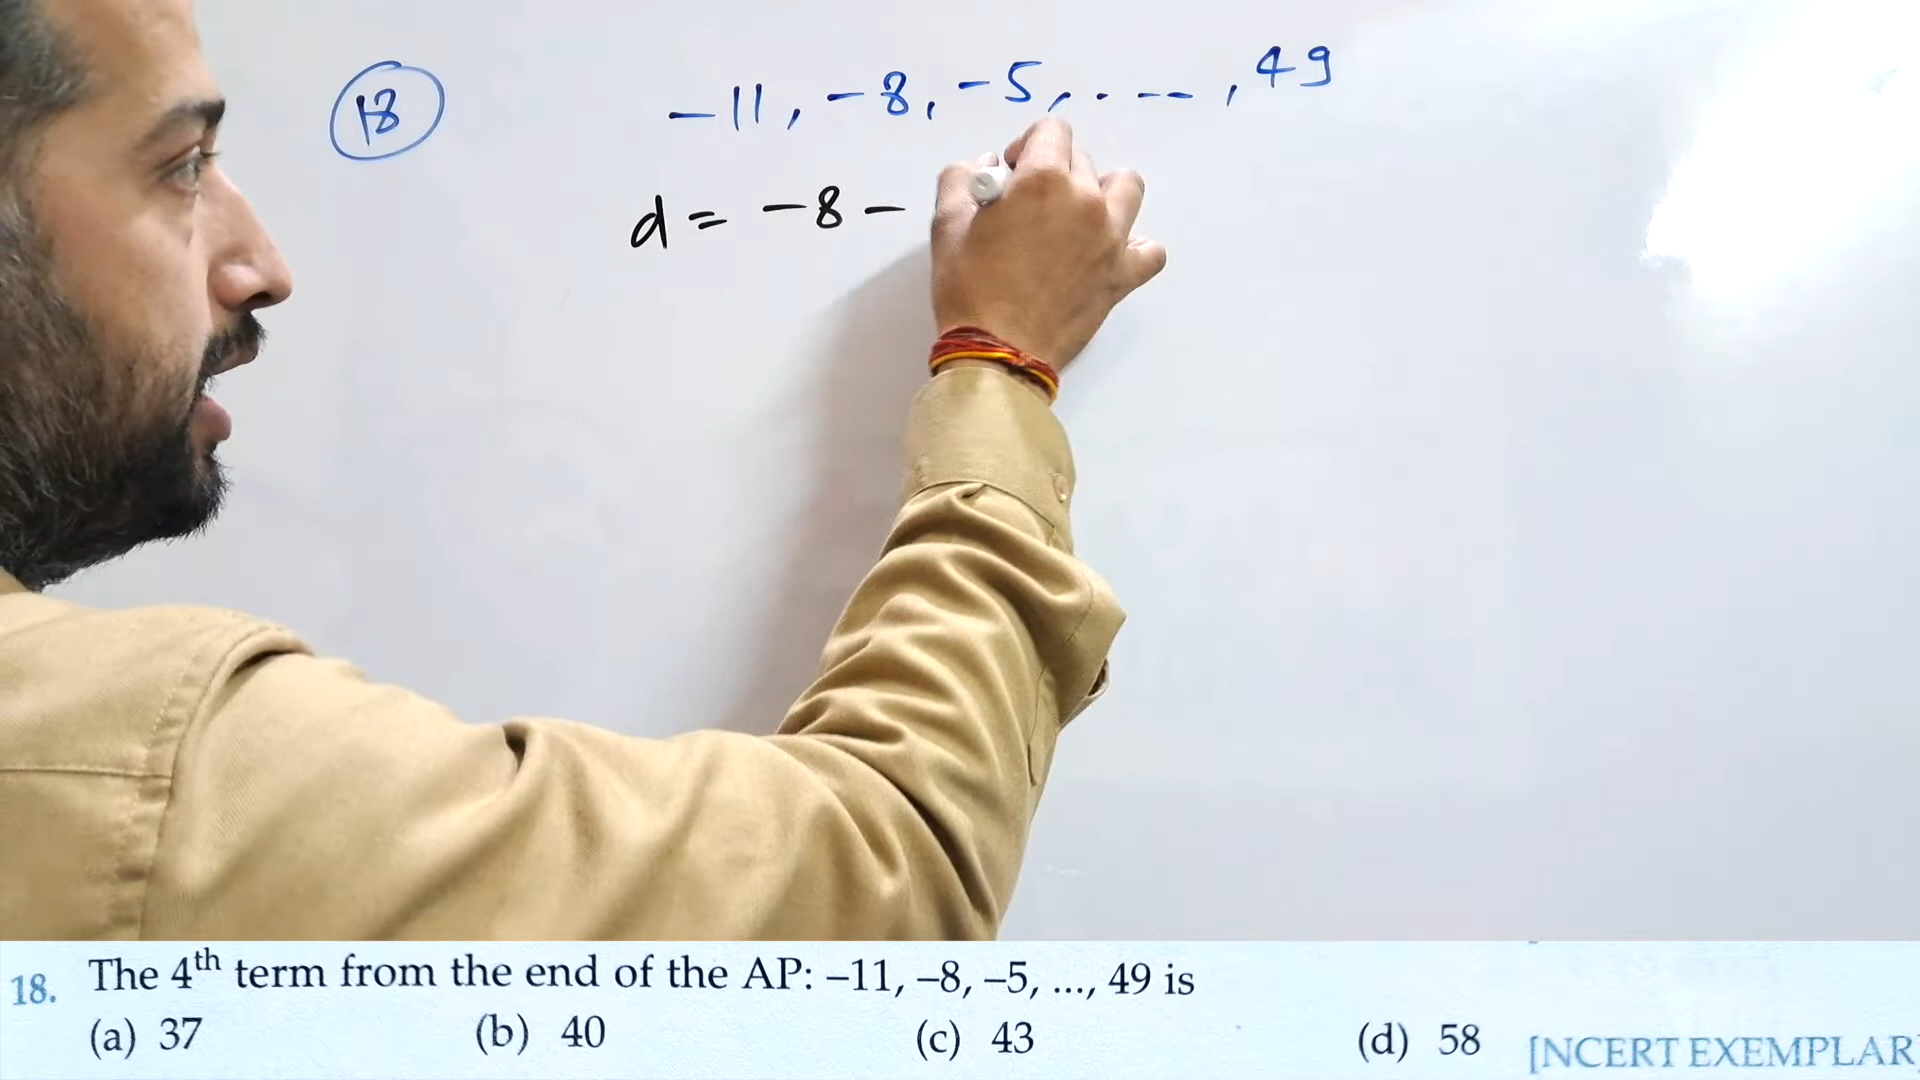 18
-11, -8, -5, . --- , 49
d = -8 -
18. The 4th term from the end of the AP: –11, –8, –5, ..., 49 is
(a) 37 (b) 40 (c) 43 (d) 58 [NCERT EXEMPLAR]